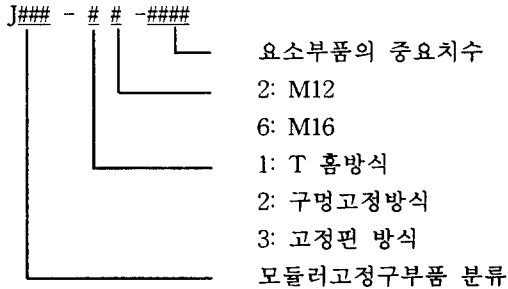 J### - # # -####
요소부품의 중요치수
2: M12
6: M16
1: T 홈방식
2: 구멍고정방식
3: 고정핀 방식
모듈러고정구부품 분류